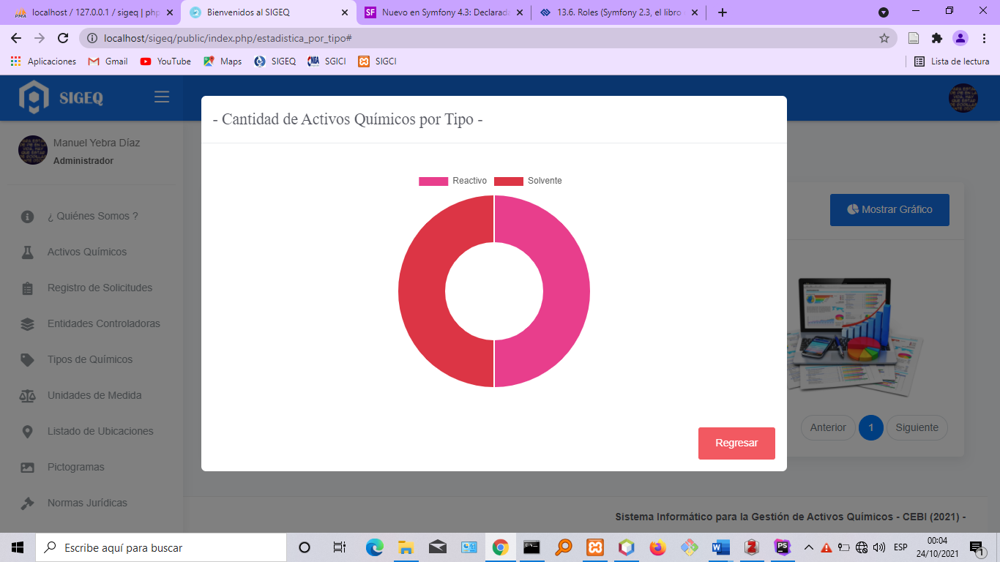 localhost / 127.0.0.1 / sigeq | php
Bienvenidos al SIGEQ
Nuevo en Symfony 4.3: Declarada
13.6. Roles (Symfony 2.3, el libro
localhost/sigeq/public/index.php/estadistica_por_tipo#
Aplicaciones
Gmail
YouTube
Maps
SIGEQ
SGICI
SIGCI
Lista de lectura
SIGEQ
Manuel Yebra Díaz
Administrador
¿ Quiénes Somos ?
Activos Químicos
Registro de Solicitudes
Entidades Controladoras
Tipos de Químicos
Unidades de Medida
Listado de Ubicaciones
Pictogramas
Normas Jurídicas
- Cantidad de Activos Químicos por Tipo -
Reactivo
Solvente
Regresar
Mostrar Gráfico
Anterior
1
Siguiente
Sistema Informático para la Gestión de Activos Químicos - CEBI (2021) -
Escribe aquí para buscar
ESP
00:04
24/10/2021
1